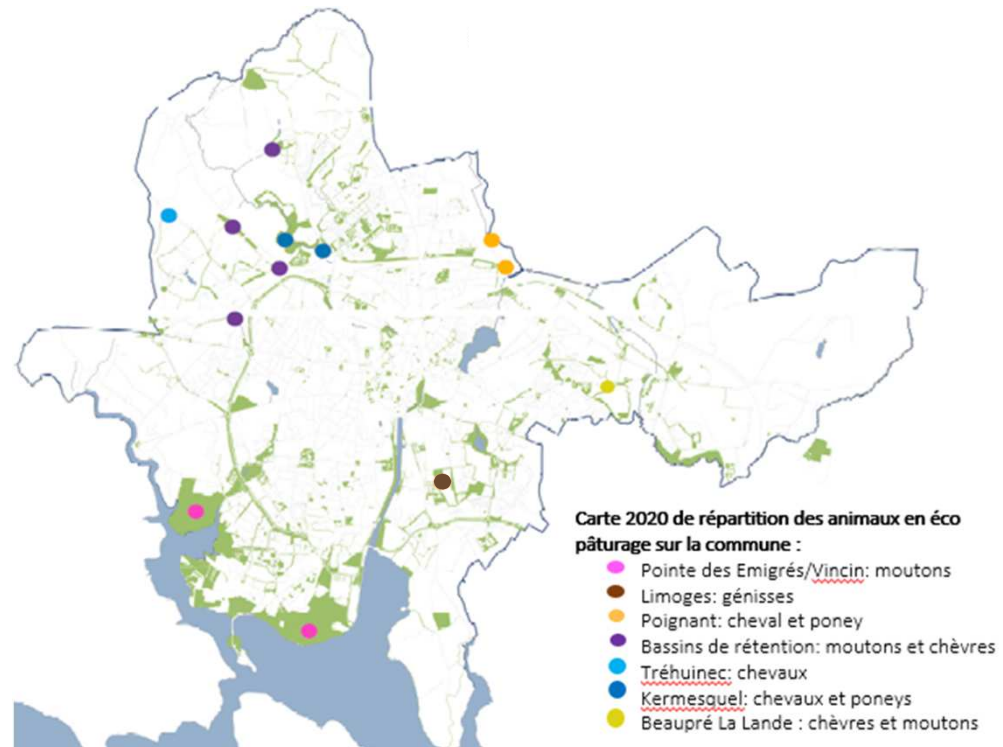 Carte 2020 de répartition des animaux en éco
pâturage sur la commune :
Pointe des Emigrés/Vincin: moutons
Limoges: génisses
Poignant: cheval et poney
Bassins de rétention: moutons et chèvres
Tréhuinec: chevaux
Kermesquel: chevaux et poneys
Beaupré La Lande : chèvres et moutons